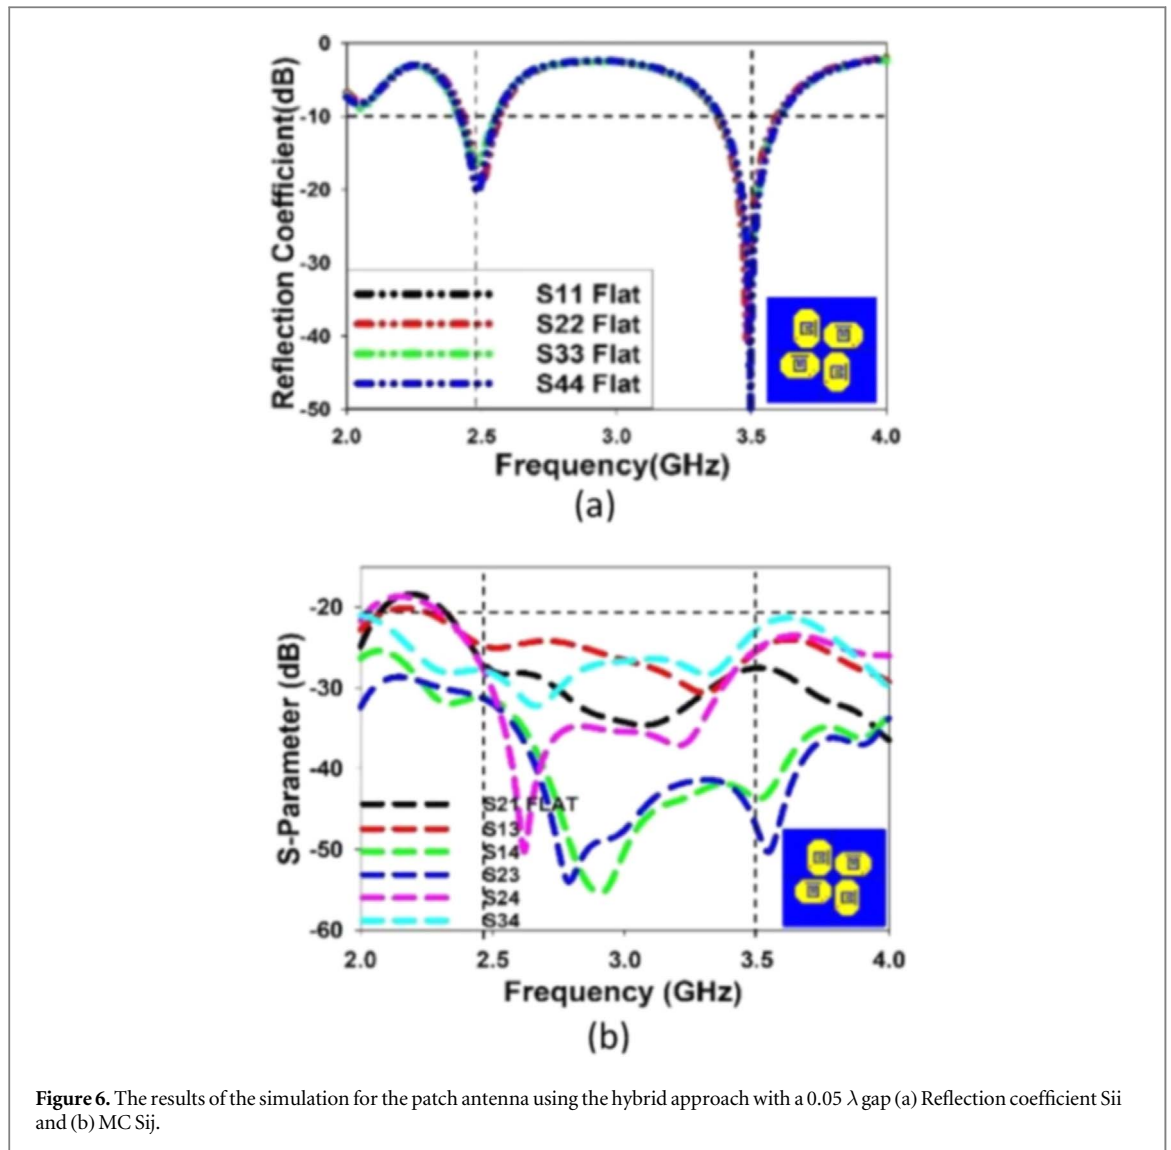 0
-10
-20
-30
-40
-50
Reflection Coefficient(dB)
S11 Flat
S22 Flat
S33 Flat
S44 Flat
2.0 2.5 3.0 3.5 4.0
Frequency(GHz)
(a)
-20
-30
-40
-50
-60
S-Parameter (dB)
S21 FLAT
S13
S14
S23
S24
S34
2.0 2.5 3.0 3.5 4.0
Frequency (GHz)
(b)
Figure 6. The results of the simulation for the patch antenna using the hybrid approach with a 0.05 λ gap (a) Reflection coefficient Sii
and (b) MC Sij.